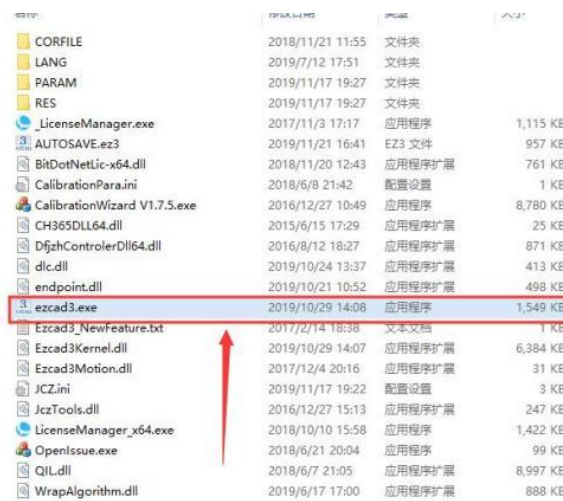 CORFILE 2018/11/21 11:55 文件夹
LANG 2019/7/12 17:51 文件夹
PARAM 2019/11/17 19:27 文件夹
RES 2019/11/17 19:27 文件夹
_LicenseManager.exe 2017/11/3 17:17 应用程序 1,115 KB
AUTOSAVE.ez3 2019/11/21 16:41 EZ3 文件 957 KB
BitDotNetLic-x64.dll 2018/11/20 12:43 应用程序扩展 761 KB
CalibrationPara.ini 2018/6/8 21:42 配置设置 1 KB
CalibrationWizard V1.7.5.exe 2016/12/27 10:49 应用程序 8,780 KB
CH365DLL64.dll 2015/6/15 17:29 应用程序扩展 25 KB
DfjzhControlerDll64.dll 2016/8/12 18:27 应用程序扩展 871 KB
dlc.dll 2019/10/24 13:37 应用程序扩展 413 KB
endpoint.dll 2019/10/21 10:52 应用程序扩展 498 KB
ezcad3.exe 2019/10/29 14:08 应用程序 1,549 KB
Ezcad3_NewFeature.txt 2017/2/14 18:38 文本文档 1 KB
Ezcad3Kernel.dll 2019/10/29 14:07 应用程序扩展 6,384 KB
Ezcad3Motion.dll 2017/12/4 20:16 应用程序扩展 31 KB
JCZ.ini 2019/11/17 19:22 配置设置 3 KB
JczTools.dll 2016/12/27 15:13 应用程序扩展 247 KB
LicenseManager_x64.exe 2018/10/10 15:58 应用程序 1,422 KB
OpenIssue.exe 2018/6/21 20:04 应用程序 99 KB
QIL.dll 2018/6/7 21:05 应用程序扩展 8,997 KB
WrapAlgorithm.dll 2019/6/17 17:00 应用程序扩展 888 KB